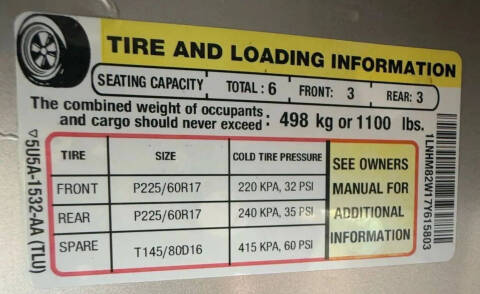 TIRE AND LOADING INFORMATION
SEATING CAPACITY TOTAL : 6 FRONT: 3 REAR: 3
The combined weight of occupants
and cargo should never exceed : 498 kg or 1100 lbs.
TIRE SIZE COLD TIRE PRESSURE
FRONT P225/60R17 220 KPA, 32 PSI
REAR P225/60R17 240 KPA, 35 PSI
SPARE T145/80D16 415 KPA, 60 PSI
SEE OWNERS
MANUAL FOR
ADDITIONAL
INFORMATION
5U5A-1532-AA (TLU)
1LNHM82W17Y615803